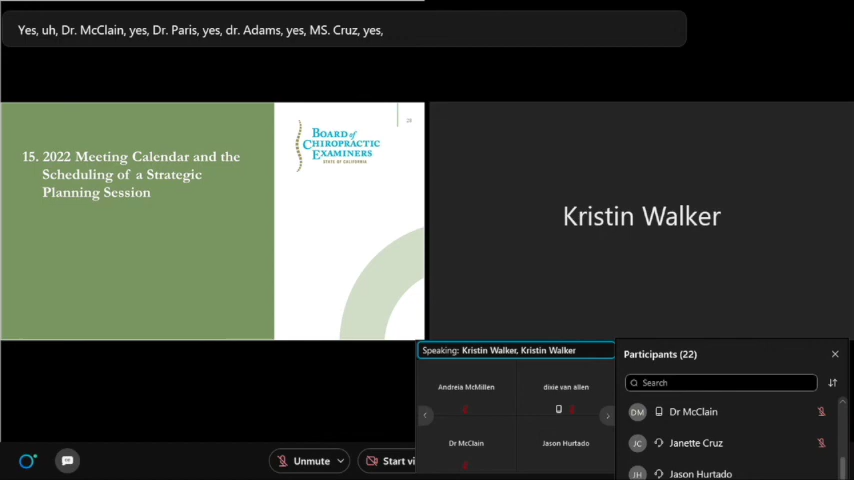 Yes, uh, Dr. McClain, yes, Dr. Paris, yes, dr. Adams, yes, MS. Cruz, yes,
28
15. 2022 Meeting Calendar and the
Scheduling of a Strategic
Planning Session
BOARD of
CHIROPRACTIC
EXAMINERS
STATE OF CALIFORNIA
Kristin Walker
Speaking: Kristin Walker, Kristin Walker
Andreia McMillen
dixie van allen
Dr McClain
Jason Hurtado
Participants (22)
Search
DM Dr McClain
JC Janette Cruz
JH Jason Hurtado
Unmute
Start vi